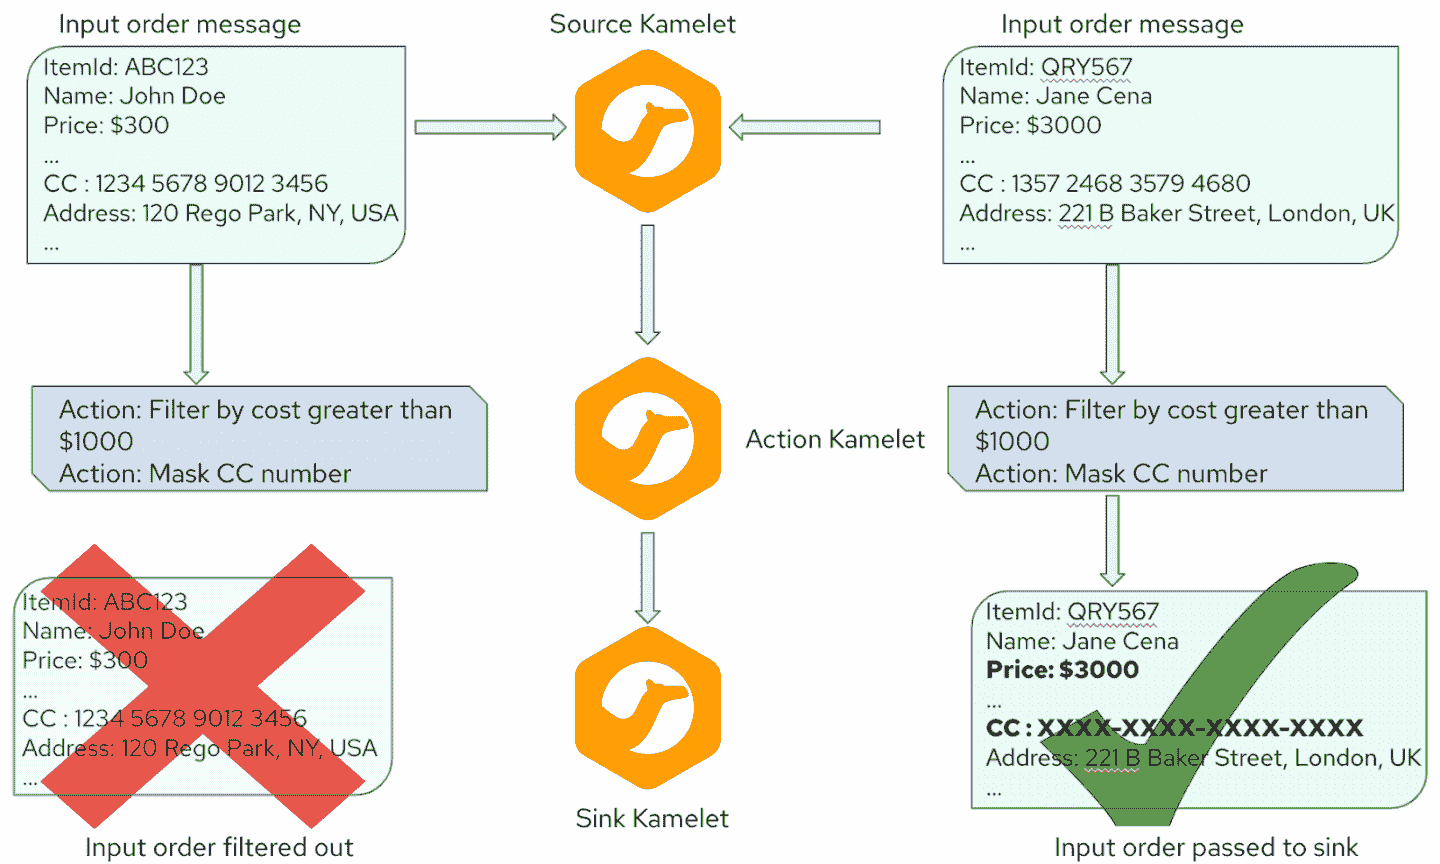 Input order message
ItemId: ABC123
Name: John Doe
Price: $300
...
CC : 1234 5678 9012 3456
Address: 120 Rego Park, NY, USA
...
Action: Filter by cost greater than
$1000
Action: Mask CC number
ItemId: ABC123
Name: John Doe
Price: $300
...
CC : 1234 5678 9012 3456
Address: 120 Rego Park, NY, USA
...
Input order filtered out
Source Kamelet
Action Kamelet
Sink Kamelet
Input order message
ItemId: QRY567
Name: Jane Cena
Price: $3000
...
CC : 1357 2468 3579 4680
Address: 221 B Baker Street, London, UK
...
Action: Filter by cost greater than
$1000
Action: Mask CC number
ItemId: QRY567
Name: Jane Cena
Price: $3000
...
CC : XXXX-XXXX-XXXX-XXXX
Address: 221 B Baker Street, London, UK
...
Input order passed to sink